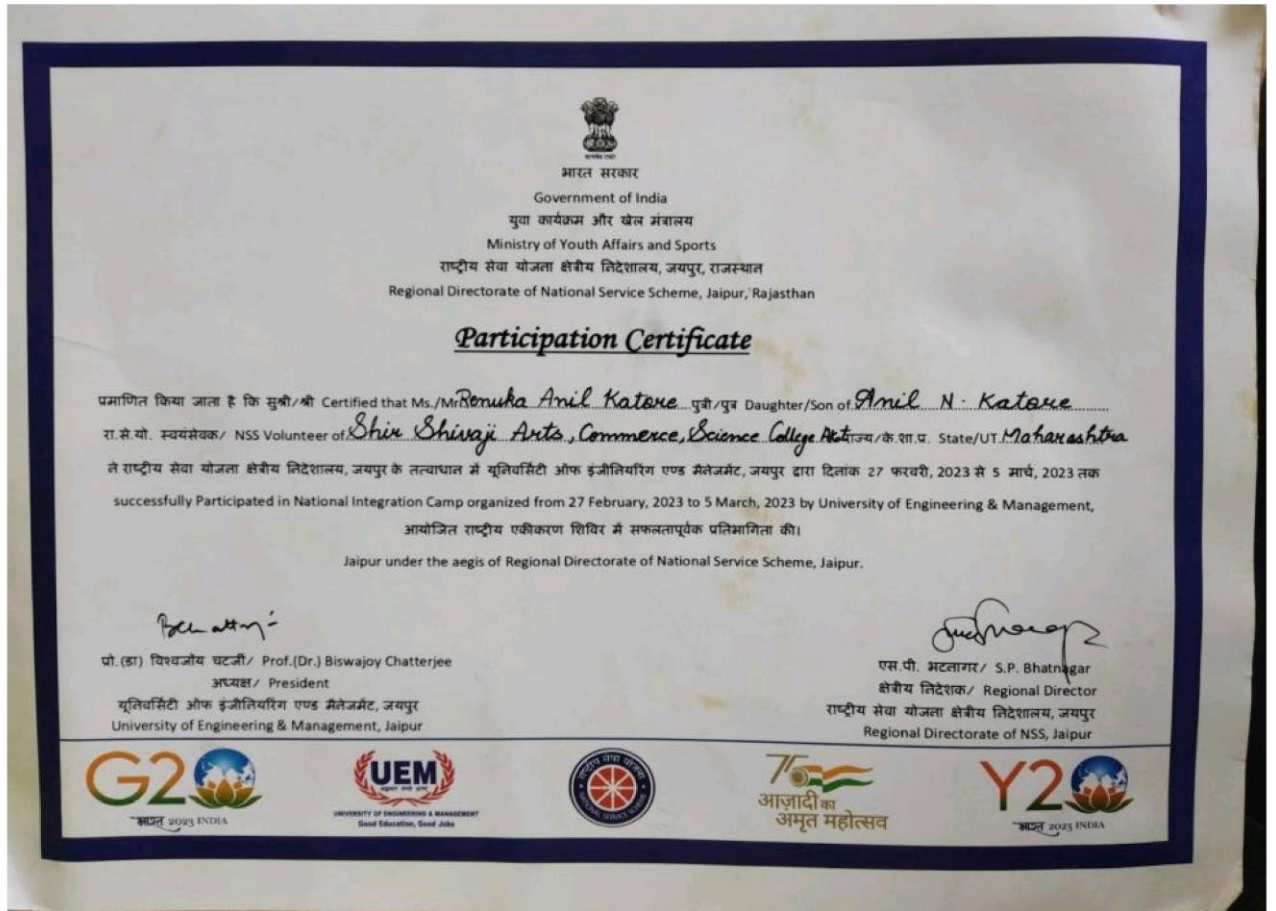 भारत सरकार
Government of India
युवा कार्यक्रम और खेल मंत्रालय
Ministry of Youth Affairs and Sports
राष्ट्रीय सेवा योजना क्षेत्रीय निदेशालय, जयपुर, राजस्थान
Regional Directorate of National Service Scheme, Jaipur, Rajasthan
Participation Certificate
प्रमाणित किया जाता है कि सुश्री/श्री Certified that Ms./Mr Renuka Anil Katore पुत्री/पुत्र Daughter/Son of Anil N. Katore
रा.से.यो. स्वयंसेवक/ NSS Volunteer of Shir Shivaji Arts, Commerce, Science College Akt राज्य/के.शा.प्र. State/UT Maharashtra
ने राष्ट्रीय सेवा योजना क्षेत्रीय निदेशालय, जयपुर के तत्वाधान में यूनिवर्सिटी ऑफ इंजीनियरिंग एण्ड मैनेजमेंट, जयपुर द्वारा दिनांक 27 फरवरी, 2023 से 5 मार्च, 2023 तक
successfully Participated in National Integration Camp organized from 27 February, 2023 to 5 March, 2023 by University of Engineering & Management,
आयोजित राष्ट्रीय एकीकरण शिविर में सफलतापूर्वक प्रतिभागिता की।
Jaipur under the aegis of Regional Directorate of National Service Scheme, Jaipur.
प्रो.(डा) विश्वजॉय चटर्जी/ Prof.(Dr.) Biswajoy Chatterjee
अध्यक्ष/ President
यूनिवर्सिटी ऑफ इंजीनियरिंग एण्ड मैनेजमेंट, जयपुर
University of Engineering & Management, Jaipur
एस.पी. भटनागर/ S.P. Bhatnagar
क्षेत्रीय निदेशक/ Regional Director
राष्ट्रीय सेवा योजना क्षेत्रीय निदेशालय, जयपुर
Regional Directorate of NSS, Jaipur
G20
भारत 2023 INDIA
UEM
UNIVERSITY OF ENGINEERING & MANAGEMENT
Good Education, Good Jobs
राष्ट्रीय सेवा योजना
NATIONAL SERVICE SCHEME
75
आज़ादी का
अमृत महोत्सव
Y20
भारत 2023 INDIA